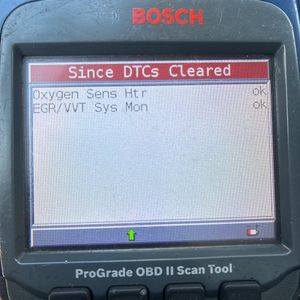 BOSCH
Since DTCs Cleared
Oxygen Sens Htr ok
EGR/VVT Sys Mon ok
ProGrade OBD II Scan Tool